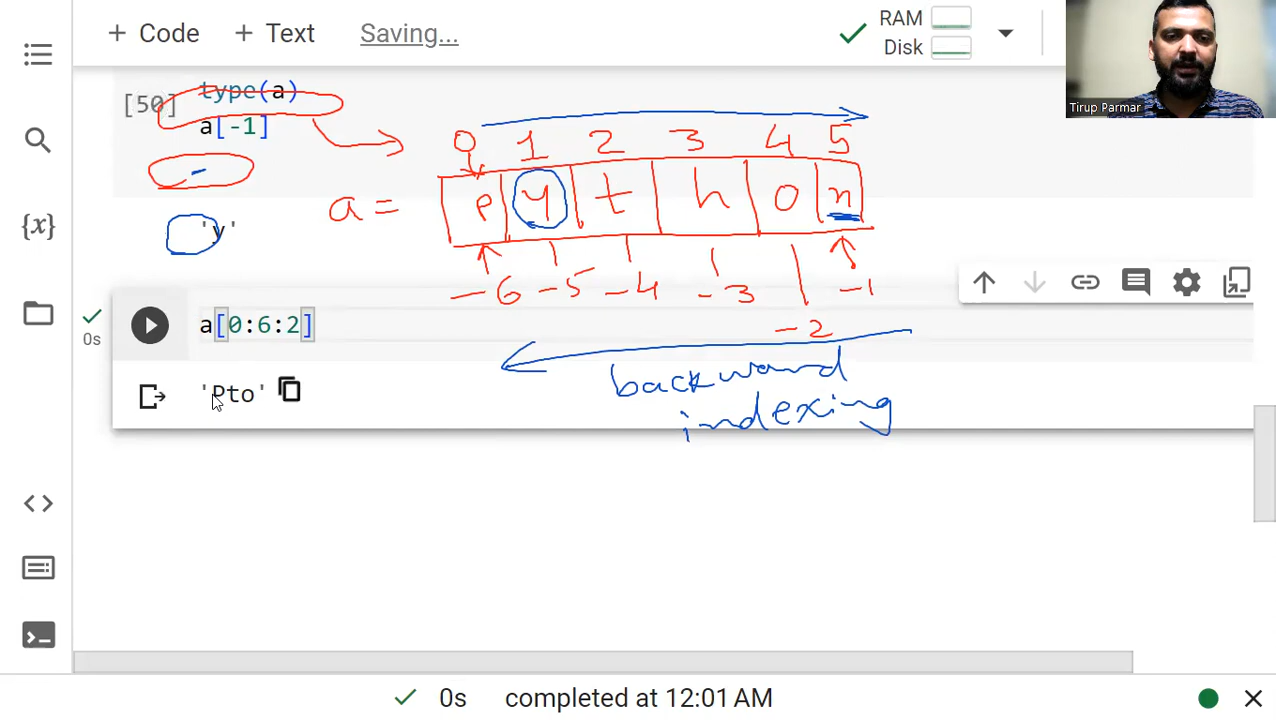 + Code + Text Saving... RAM
Disk
Tirup Parmar
[50] type(a)
a[-1]
0 1 2 3 4 5
a = p y t h o n
'y'
-6 -5 -4 -3 -1
-2
a[0:6:2]
0s
backward
indexing
'Pto'
{x}
0s completed at 12:01 AM